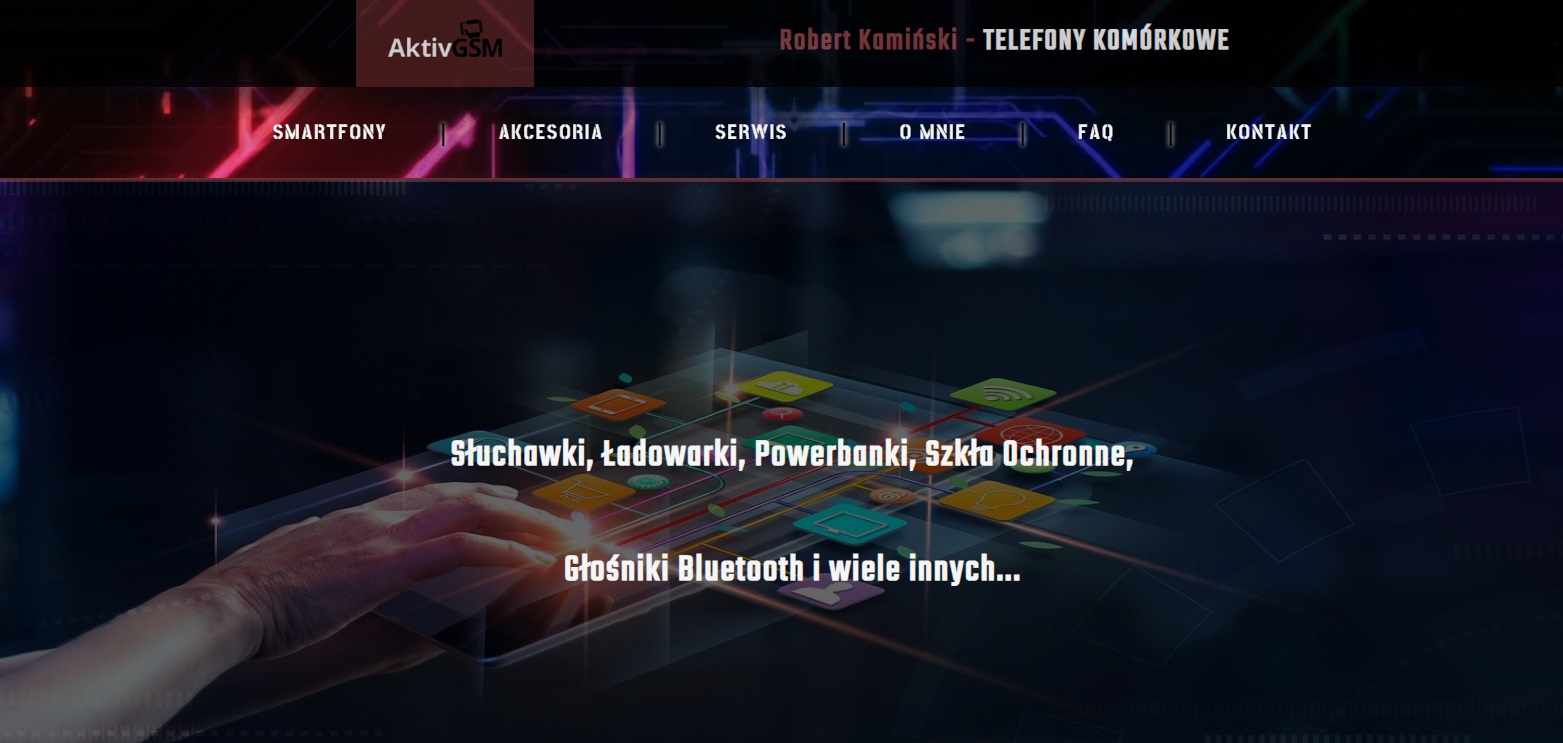 AktivGSM
Robert Kamiński - TELEFONY KOMÓRKOWE
SMARTFONY | AKCESORIA | SERWIS | O MNIE | FAQ | KONTAKT
Słuchawki, Ładowarki, Powerbanki, Szkła Ochronne,
Głośniki Bluetooth i wiele innych...